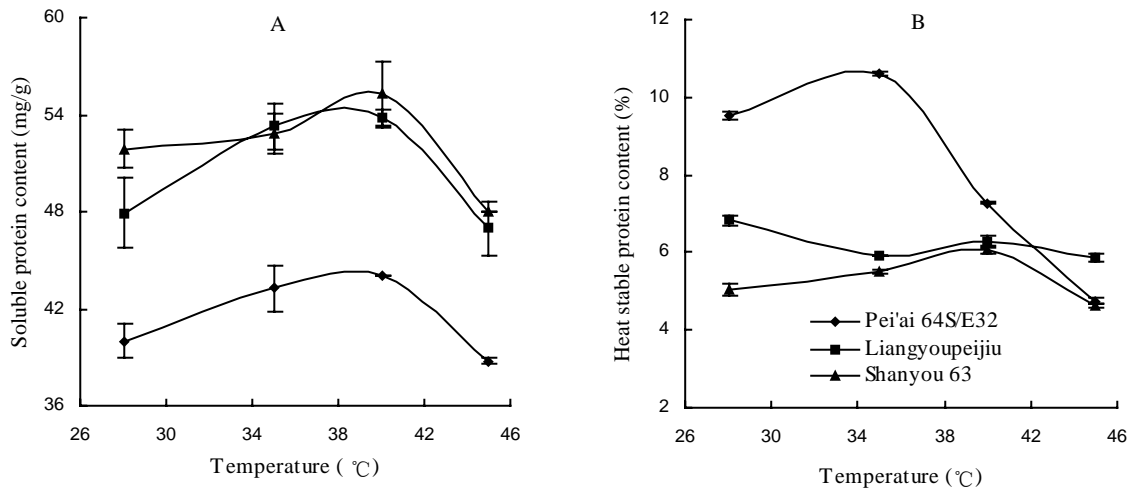 A
Soluble protein content (mg/g)
60
54
48
42
36
26
30
34
38
42
46
Temperature ( ℃)
B
Heat stable protein content (%)
12
10
8
6
4
2
Pei'ai 64S/E32
Liangyoupeijiu
Shanyou 63
26
30
34
38
42
46
Temperature (℃)